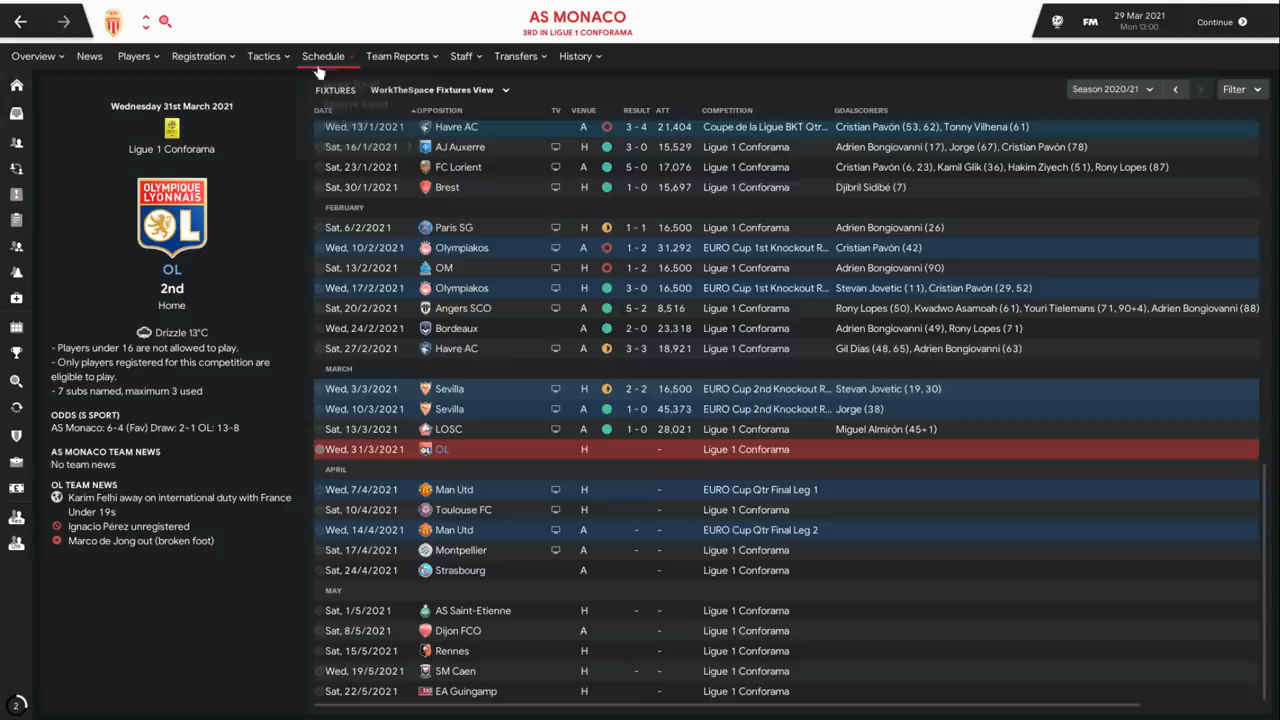 AS MONACO
3RD IN LIGUE 1 CONFORAMA
FM
29 Mar 2021
Mon 13:00
Continue
Overview
News
Players
Registration
Tactics
Schedule
Team Reports
Staff
Transfers
History
Wednesday 31st March 2021
Ligue 1 Conforama
OLYMPIQUE
LYONNAIS
OL
OL
2nd
Home
Drizzle 13°C
- Players under 16 are not allowed to play.
- Only players registered for this competition are
eligible to play.
- 7 subs named, maximum 3 used
ODDS (S SPORT)
AS Monaco: 6-4 (Fav) Draw: 2-1 OL: 13-8
AS MONACO TEAM NEWS
No team news
OL TEAM NEWS
Karim Felhi away on international duty with France
Under 19s
Ignacio Pérez unregistered
Marco de Jong out (broken foot)
FIXTURES WorkTheSpace Fixtures View
Season 2020/21
Filter
DATE OPPOSITION TV VENUE RESULT ATT COMPETITION GOALSCORERS
Wed, 13/1/2021 Havre AC A 3 - 4 21,404 Coupe de la Ligue BKT Qtr... Cristian Pavón (53, 62), Tonny Vilhena (61)
Sat, 16/1/2021 AJ Auxerre H 3 - 0 15,529 Ligue 1 Conforama Adrien Bongiovanni (17), Jorge (67), Cristian Pavón (78)
Sat, 23/1/2021 FC Lorient A 5 - 0 17,076 Ligue 1 Conforama Cristian Pavón (6, 23), Kamil Glik (36), Hakim Ziyech (51), Rony Lopes (87)
Sat, 30/1/2021 Brest H 1 - 0 15,697 Ligue 1 Conforama Djibril Sidibé (7)
FEBRUARY
Sat, 6/2/2021 Paris SG H 1 - 1 16,500 Ligue 1 Conforama Adrien Bongiovanni (26)
Wed, 10/2/2021 Olympiakos A 1 - 2 31,292 EURO Cup 1st Knockout R... Cristian Pavón (42)
Sat, 13/2/2021 OM H 1 - 2 16,500 Ligue 1 Conforama Adrien Bongiovanni (90)
Wed, 17/2/2021 Olympiakos H 3 - 0 16,500 EURO Cup 1st Knockout R... Stevan Jovetic (11), Cristian Pavón (29, 52)
Sat, 20/2/2021 Angers SCO A 5 - 2 8,516 Ligue 1 Conforama Rony Lopes (50), Kwadwo Asamoah (61), Youri Tielemans (71, 90+4), Adrien Bongiovanni (88)
Wed, 24/2/2021 Bordeaux A 2 - 0 23,318 Ligue 1 Conforama Adrien Bongiovanni (49), Rony Lopes (71)
Sat, 27/2/2021 Havre AC A 3 - 3 18,921 Ligue 1 Conforama Gil Dias (48, 65), Adrien Bongiovanni (63)
MARCH
Wed, 3/3/2021 Sevilla H 2 - 2 16,500 EURO Cup 2nd Knockout R... Stevan Jovetic (19, 30)
Wed, 10/3/2021 Sevilla A 1 - 0 45,373 EURO Cup 2nd Knockout R... Jorge (38)
Sat, 13/3/2021 LOSC A 1 - 0 28,021 Ligue 1 Conforama Miguel Almirón (45+1)
Wed, 31/3/2021 OL H - Ligue 1 Conforama
APRIL
Wed, 7/4/2021 Man Utd H - EURO Cup Qtr Final Leg 1
Sat, 10/4/2021 Toulouse FC H - Ligue 1 Conforama
Wed, 14/4/2021 Man Utd A - - EURO Cup Qtr Final Leg 2
Sat, 17/4/2021 Montpellier A - - Ligue 1 Conforama
Sat, 24/4/2021 Strasbourg A - Ligue 1 Conforama
MAY
Sat, 1/5/2021 AS Saint-Etienne H - - Ligue 1 Conforama
Sat, 8/5/2021 Dijon FCO A - Ligue 1 Conforama
Sat, 15/5/2021 Rennes H - Ligue 1 Conforama
Wed, 19/5/2021 SM Caen H - Ligue 1 Conforama
Sat, 22/5/2021 EA Guingamp H - Ligue 1 Conforama
2